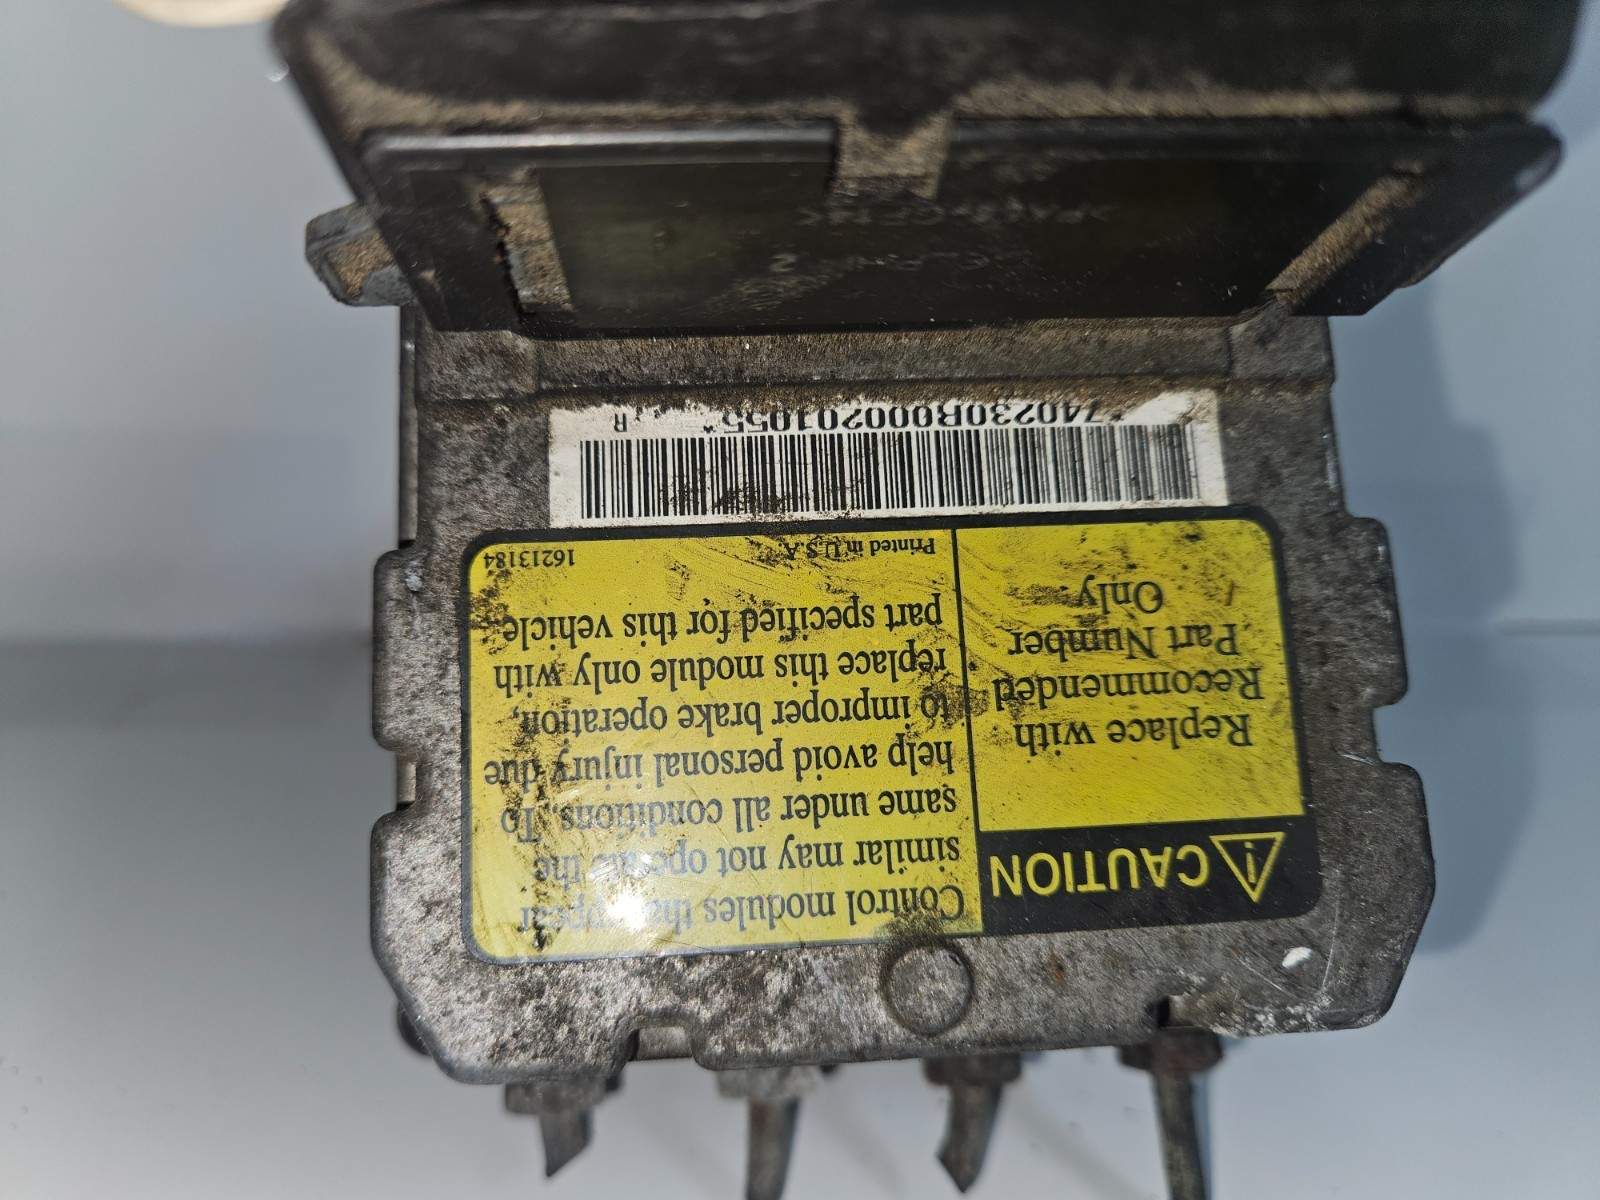 CAUTION
Replace with
Recommended
Part Number
Only
Control modules that appear
similar may not operate the
same under all conditions. To
help avoid personal injury due
to improper brake operation,
replace this module only with
part specified for this vehicle.
Printed in U.S.A.
16213184
*740230R000201055*
R